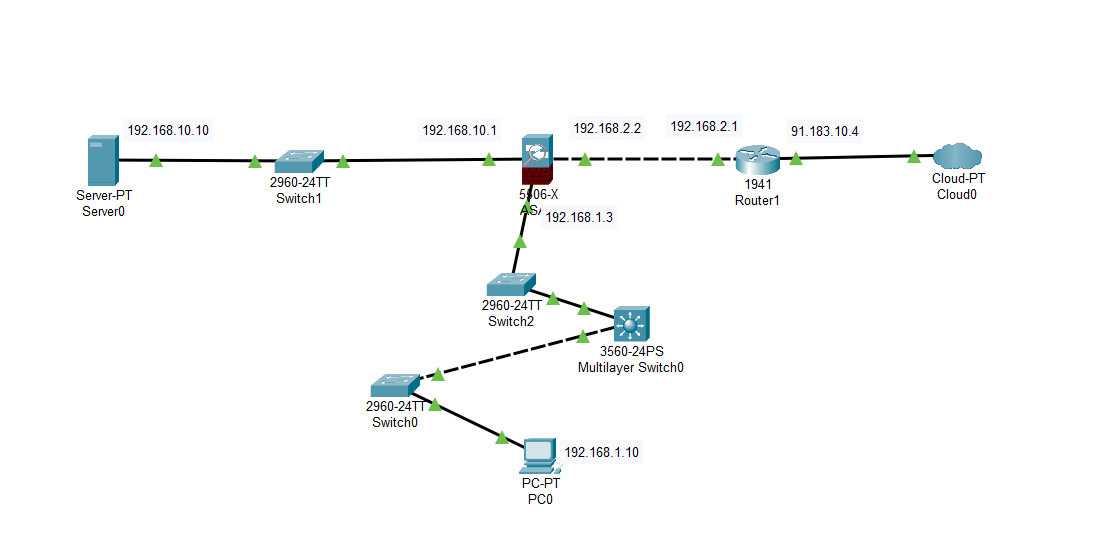 192.168.10.10
192.168.10.1
192.168.2.2
192.168.2.1
91.183.10.4
Server-PT
Server0
2960-24TT
Switch1
5506-X
ASA
192.168.1.3
1941
Router1
Cloud-PT
Cloud0
2960-24TT
Switch2
3560-24PS
Multilayer Switch0
2960-24TT
Switch0
192.168.1.10
PC-PT
PC0